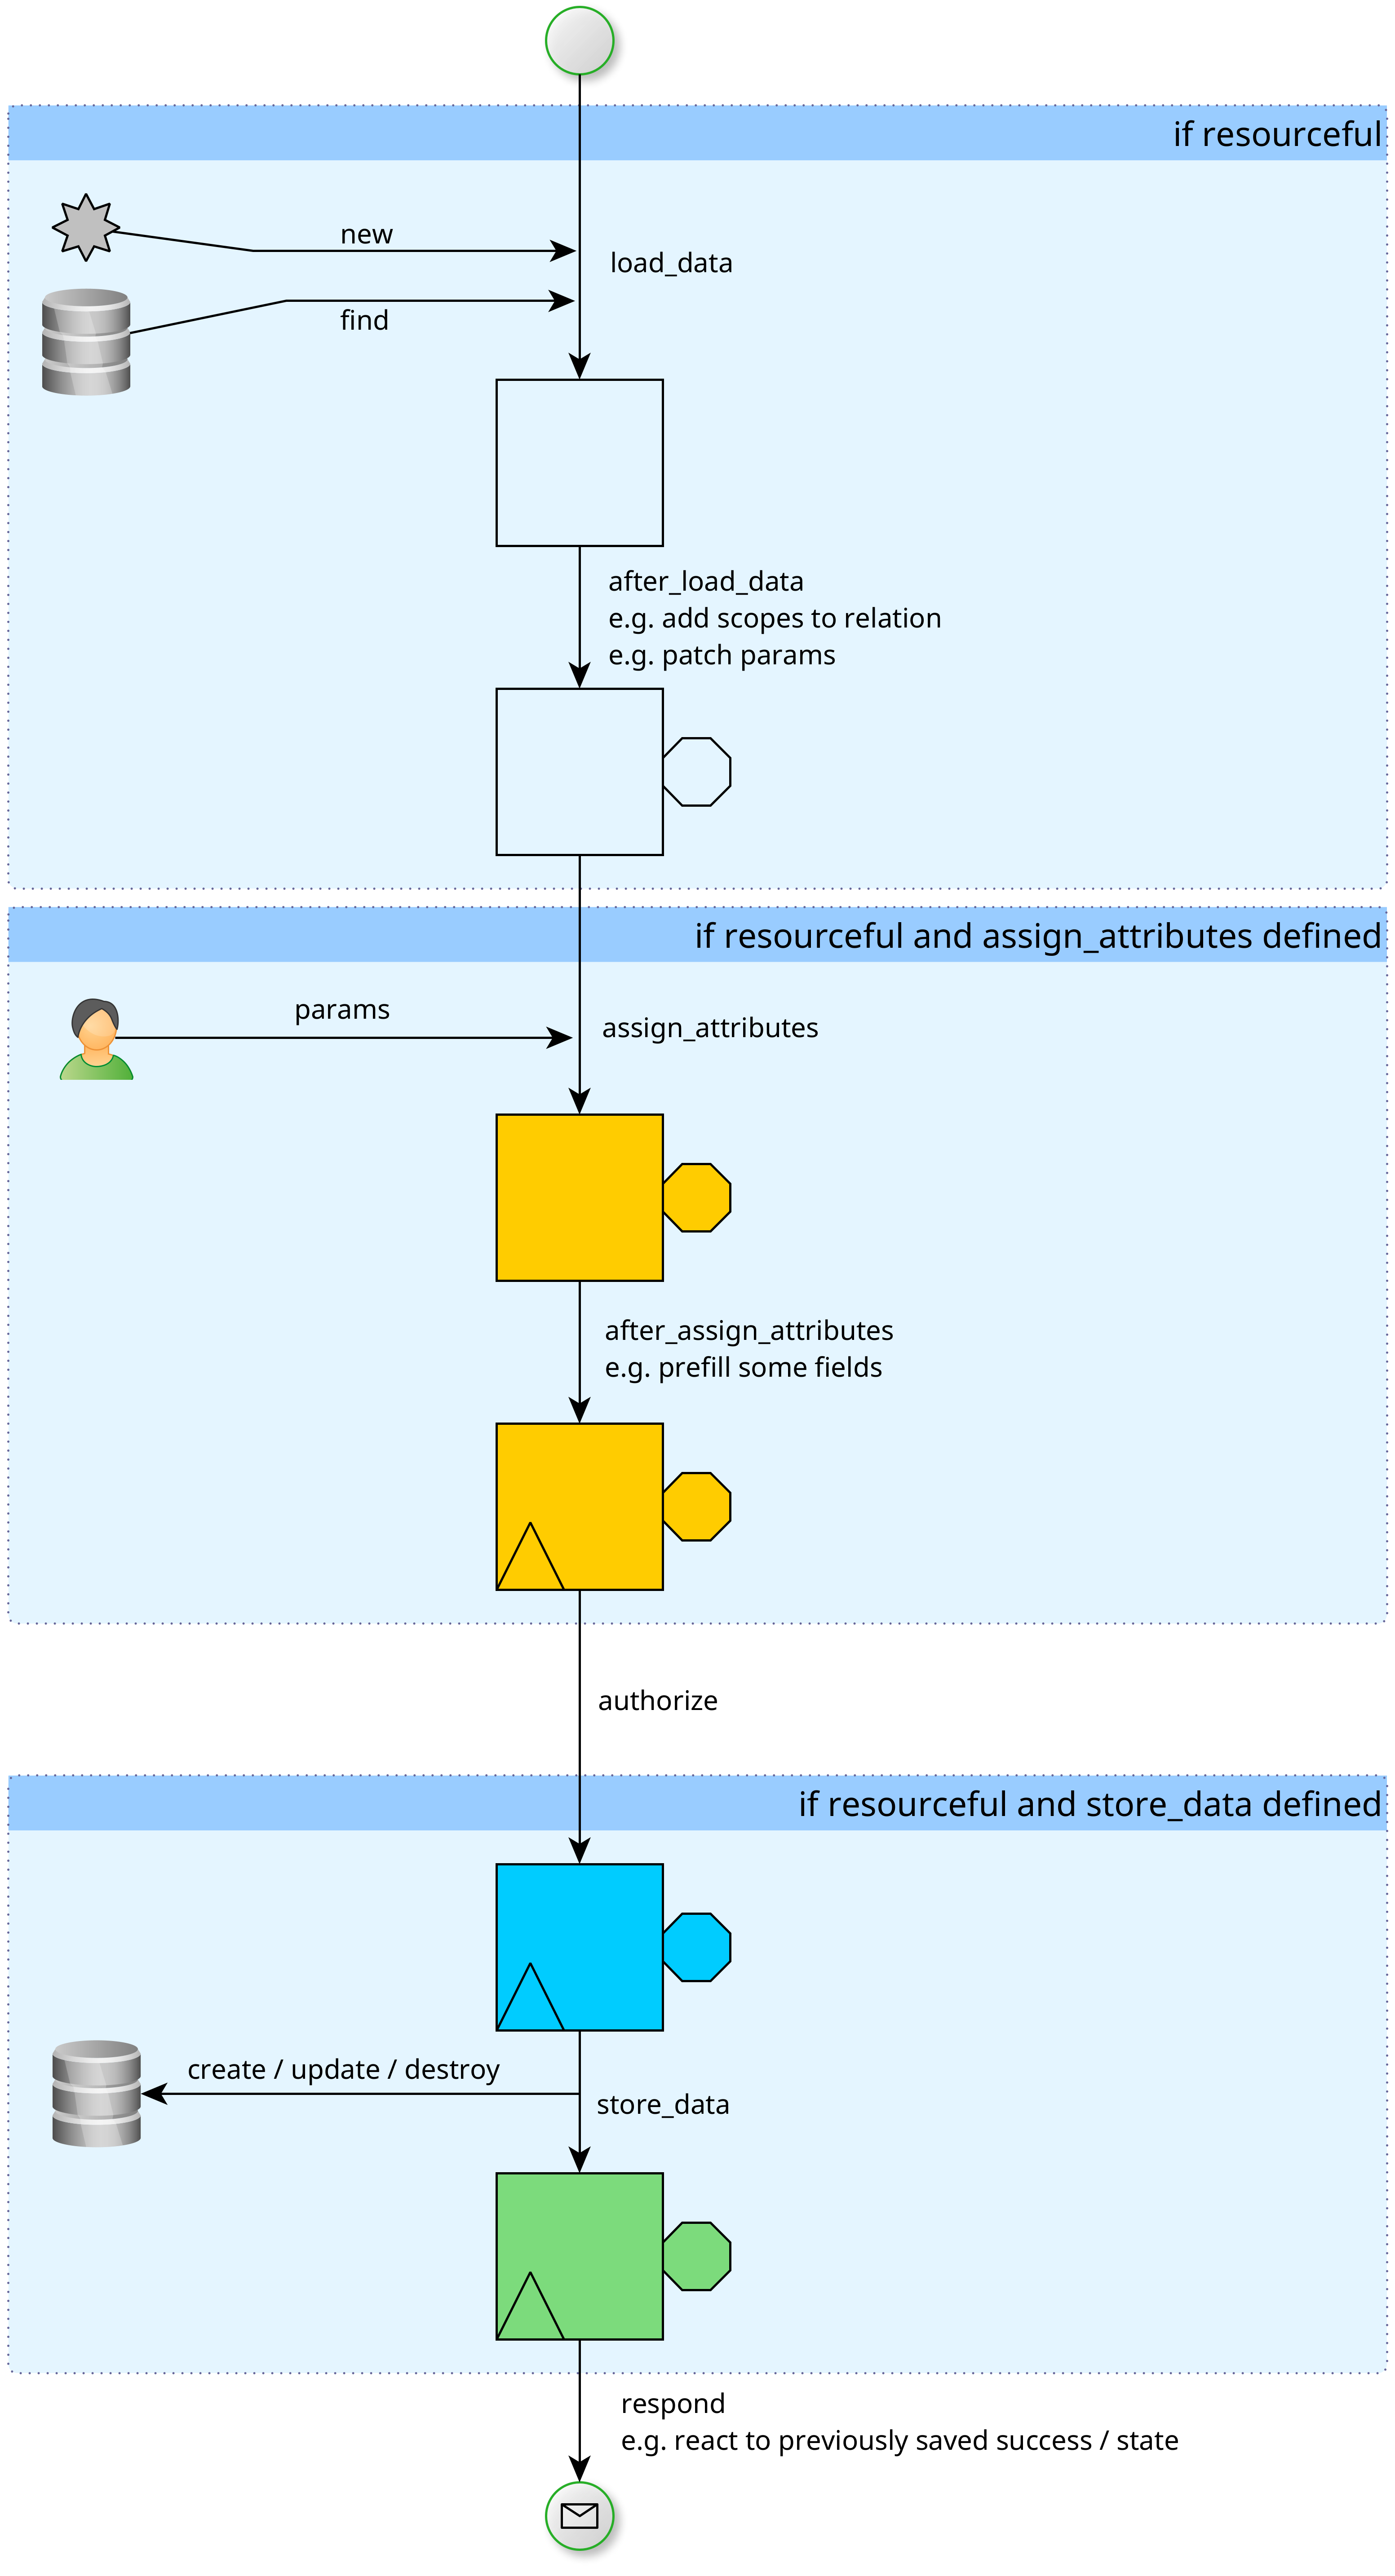 if resourceful
new
load_data
find
after_load_data
e.g. add scopes to relation
e.g. patch params
if resourceful and assign_attributes defined
params
assign_attributes
after_assign_attributes
e.g. prefill some fields
authorize
if resourceful and store_data defined
create / update / destroy
store_data
respond
e.g. react to previously saved success / state